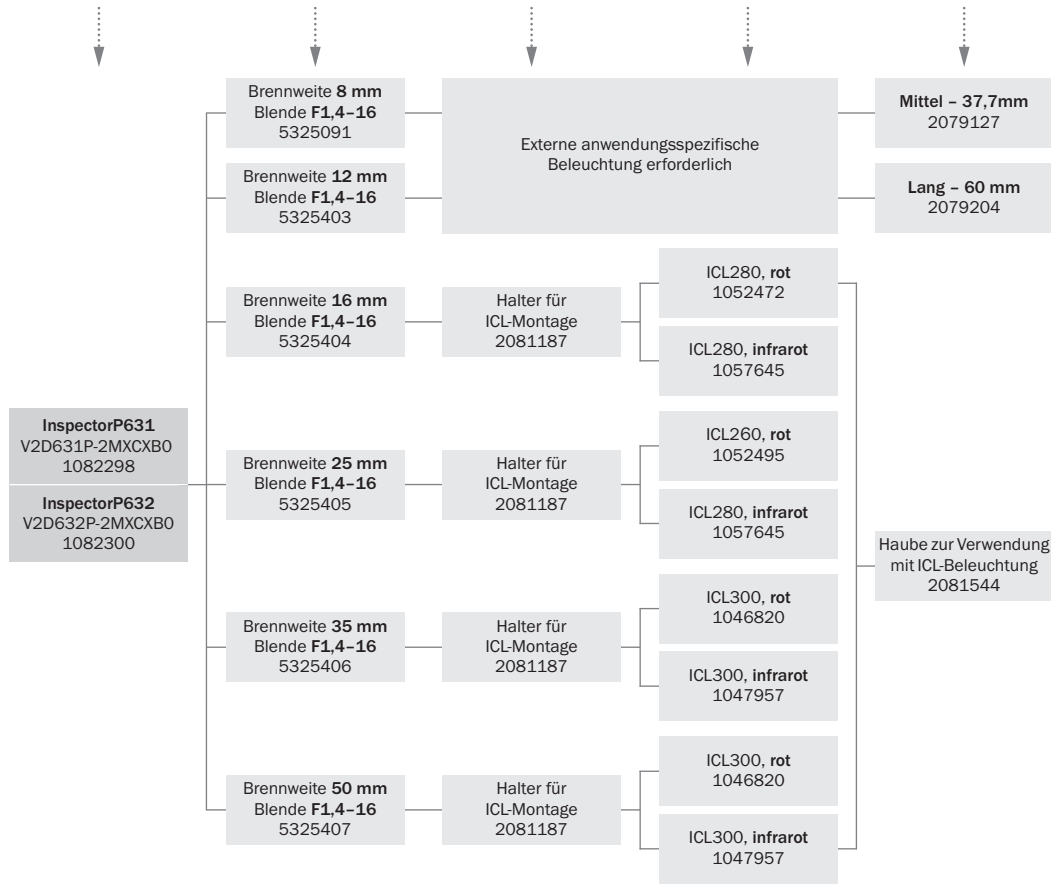 Brennweite 8 mm
Blende F1,4–16
5325091
Externe anwendungsspezifische
Beleuchtung erforderlich
Mittel – 37,7mm
2079127
Brennweite 12 mm
Blende F1,4–16
5325403
Lang – 60 mm
2079204
Brennweite 16 mm
Blende F1,4–16
5325404
Halter für
ICL-Montage
2081187
ICL280, rot
1052472
ICL280, infrarot
1057645
InspectorP631
V2D631P-2MXCXB0
1082298
InspectorP632
V2D632P-2MXCXB0
1082300
Brennweite 25 mm
Blende F1,4–16
5325405
Halter für
ICL-Montage
2081187
ICL260, rot
1052495
ICL280, infrarot
1057645
Haube zur Verwendung
mit ICL-Beleuchtung
2081544
Brennweite 35 mm
Blende F1,4–16
5325406
Halter für
ICL-Montage
2081187
ICL300, rot
1046820
ICL300, infrarot
1047957
Brennweite 50 mm
Blende F1,4–16
5325407
Halter für
ICL-Montage
2081187
ICL300, rot
1046820
ICL300, infrarot
1047957